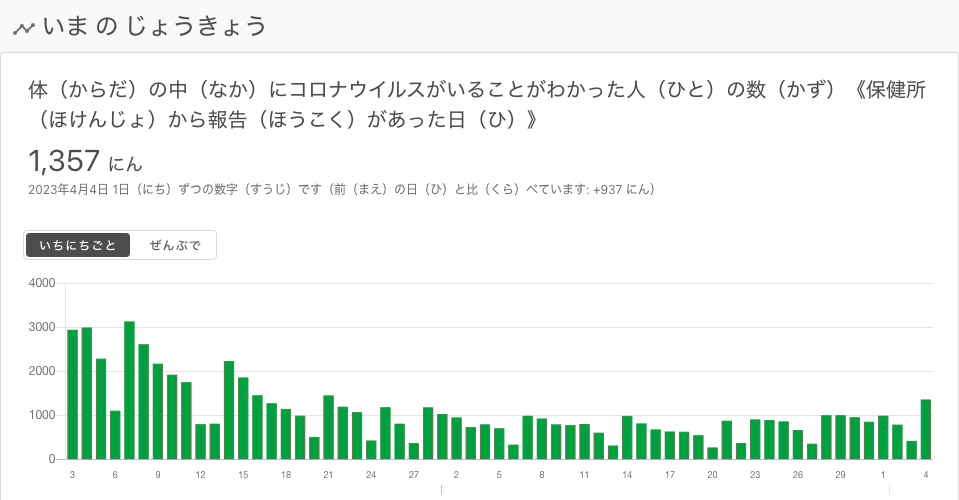 いま の じょうきょう
体（からだ）の中（なか）にコロナウイルスがいることがわかった人（ひと）の数（かず）《保健所
（ほけんじょ）から報告（ほうこく）があった日（ひ）》
1,357 にん
2023年4月4日 1日（にち）ずつの数字（すうじ）です（前（まえ）の日（ひ）と比（くら）べています: +937 にん）
いちにちごと ぜんぶで
4000
3000
2000
1000
0
3 6 9 12 15 18 21 24 27 2 5 8 11 14 17 20 23 26 29 1 4